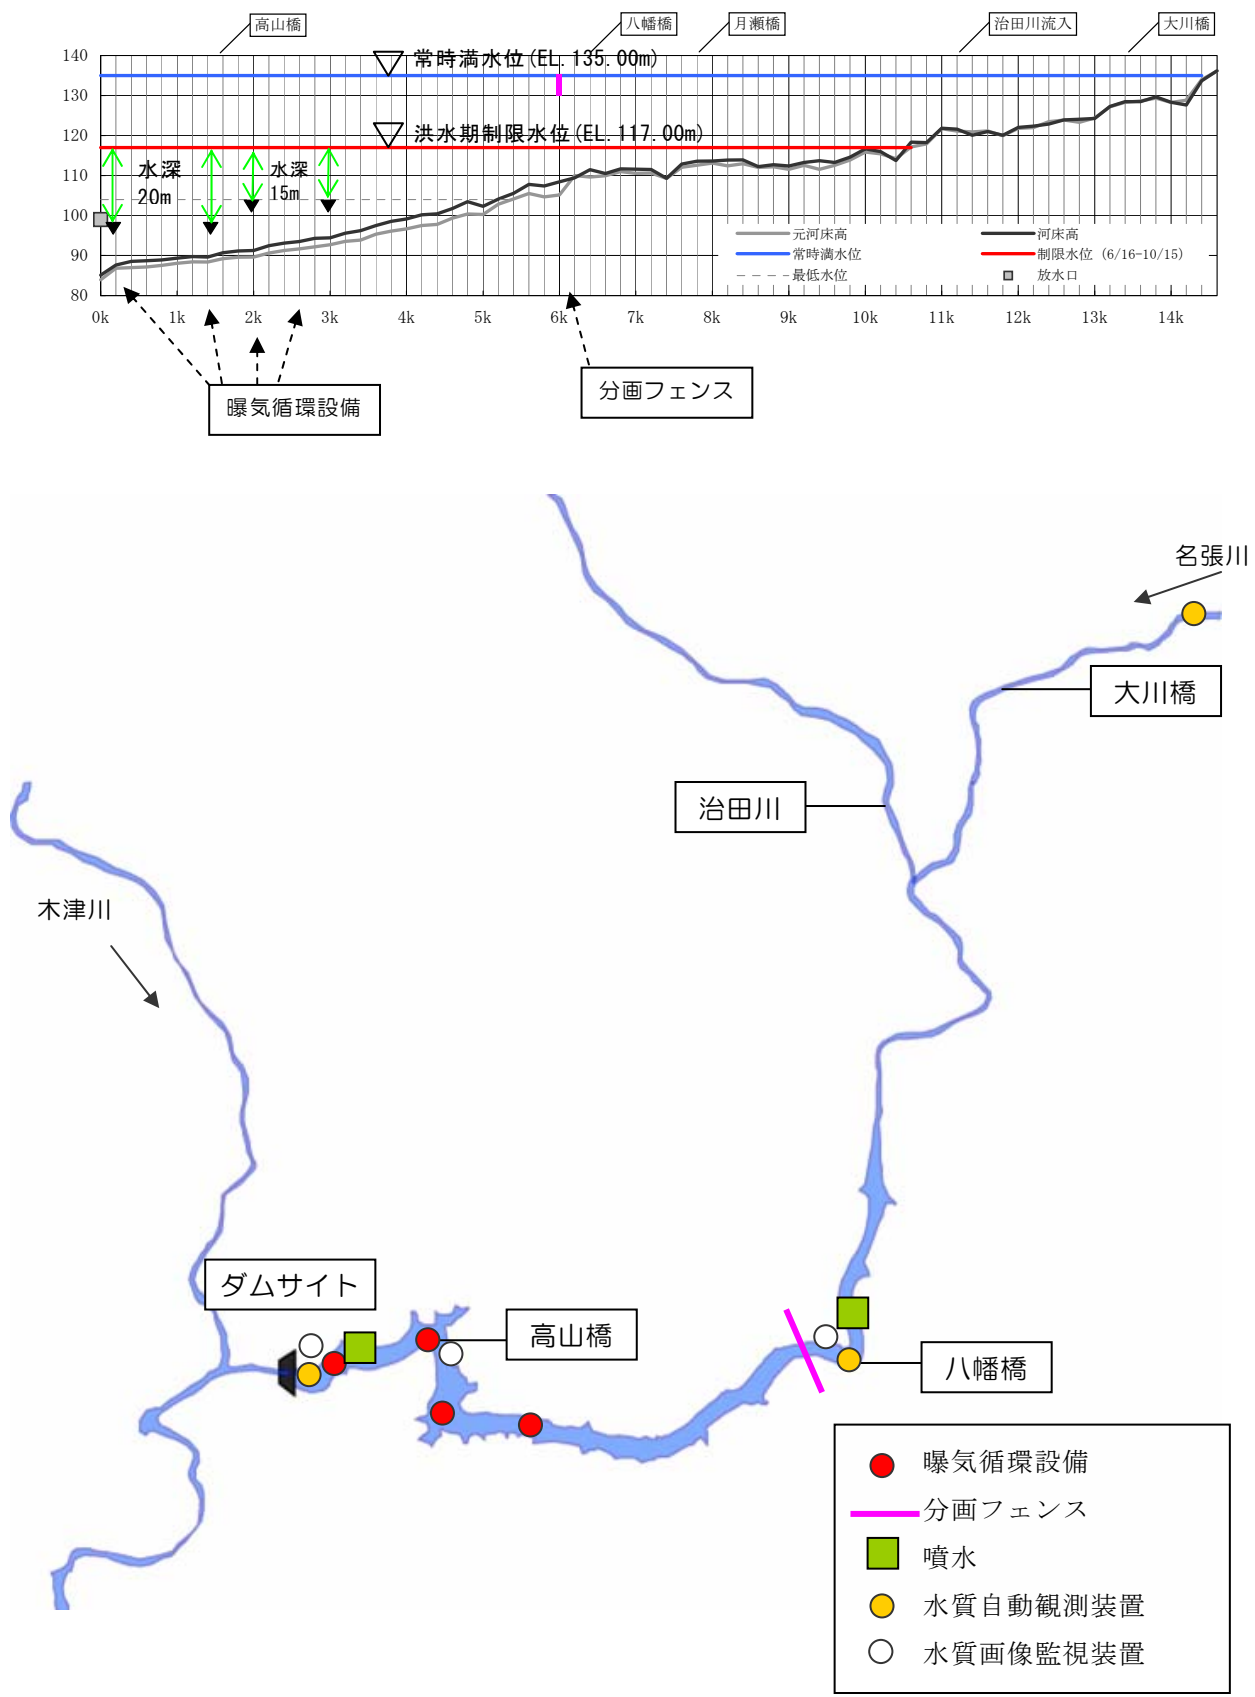 高山橋
八幡橋
月瀬橋
治田川流入
大川橋
140
130
120
110
100
90
80
常時満水位(EL.135.00m)
洪水期制限水位(EL.117.00m)
水深
20m
水深
15m
元河床高
河床高
常時満水位
制限水位 (6/16-10/15)
最低水位
放水口
0k
1k
2k
3k
4k
5k
6k
7k
8k
9k
10k
11k
12k
13k
14k
曝気循環設備
分画フェンス
名張川
大川橋
治田川
木津川
ダムサイト
高山橋
八幡橋
曝気循環設備
分画フェンス
噴水
水質自動観測装置
水質画像監視装置